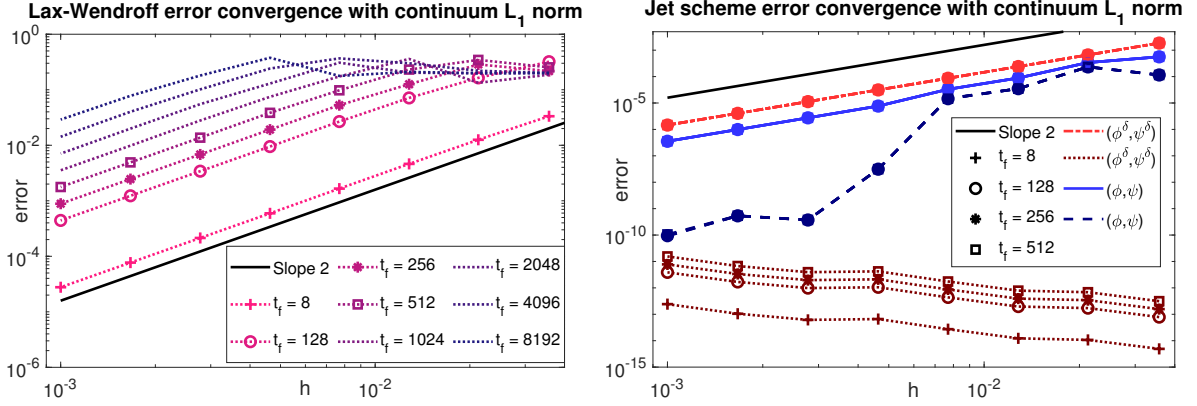 Lax-Wendroff error convergence with continuum L₁ norm
error
10⁰
10⁻²
10⁻⁴
10⁻⁶
10⁻³
h
10⁻²
Slope 2
t_f = 8
t_f = 128
t_f = 256
t_f = 512
t_f = 1024
t_f = 2048
t_f = 4096
t_f = 8192
Jet scheme error convergence with continuum L₁ norm
error
10⁻⁵
10⁻¹⁰
10⁻¹⁵
10⁻³
h
10⁻²
Slope 2
t_f = 8
t_f = 128
t_f = 256
t_f = 512
(ϕ^δ,ψ^δ)
(ϕ^δ,ψ^δ)
(ϕ,ψ)
(ϕ,ψ)